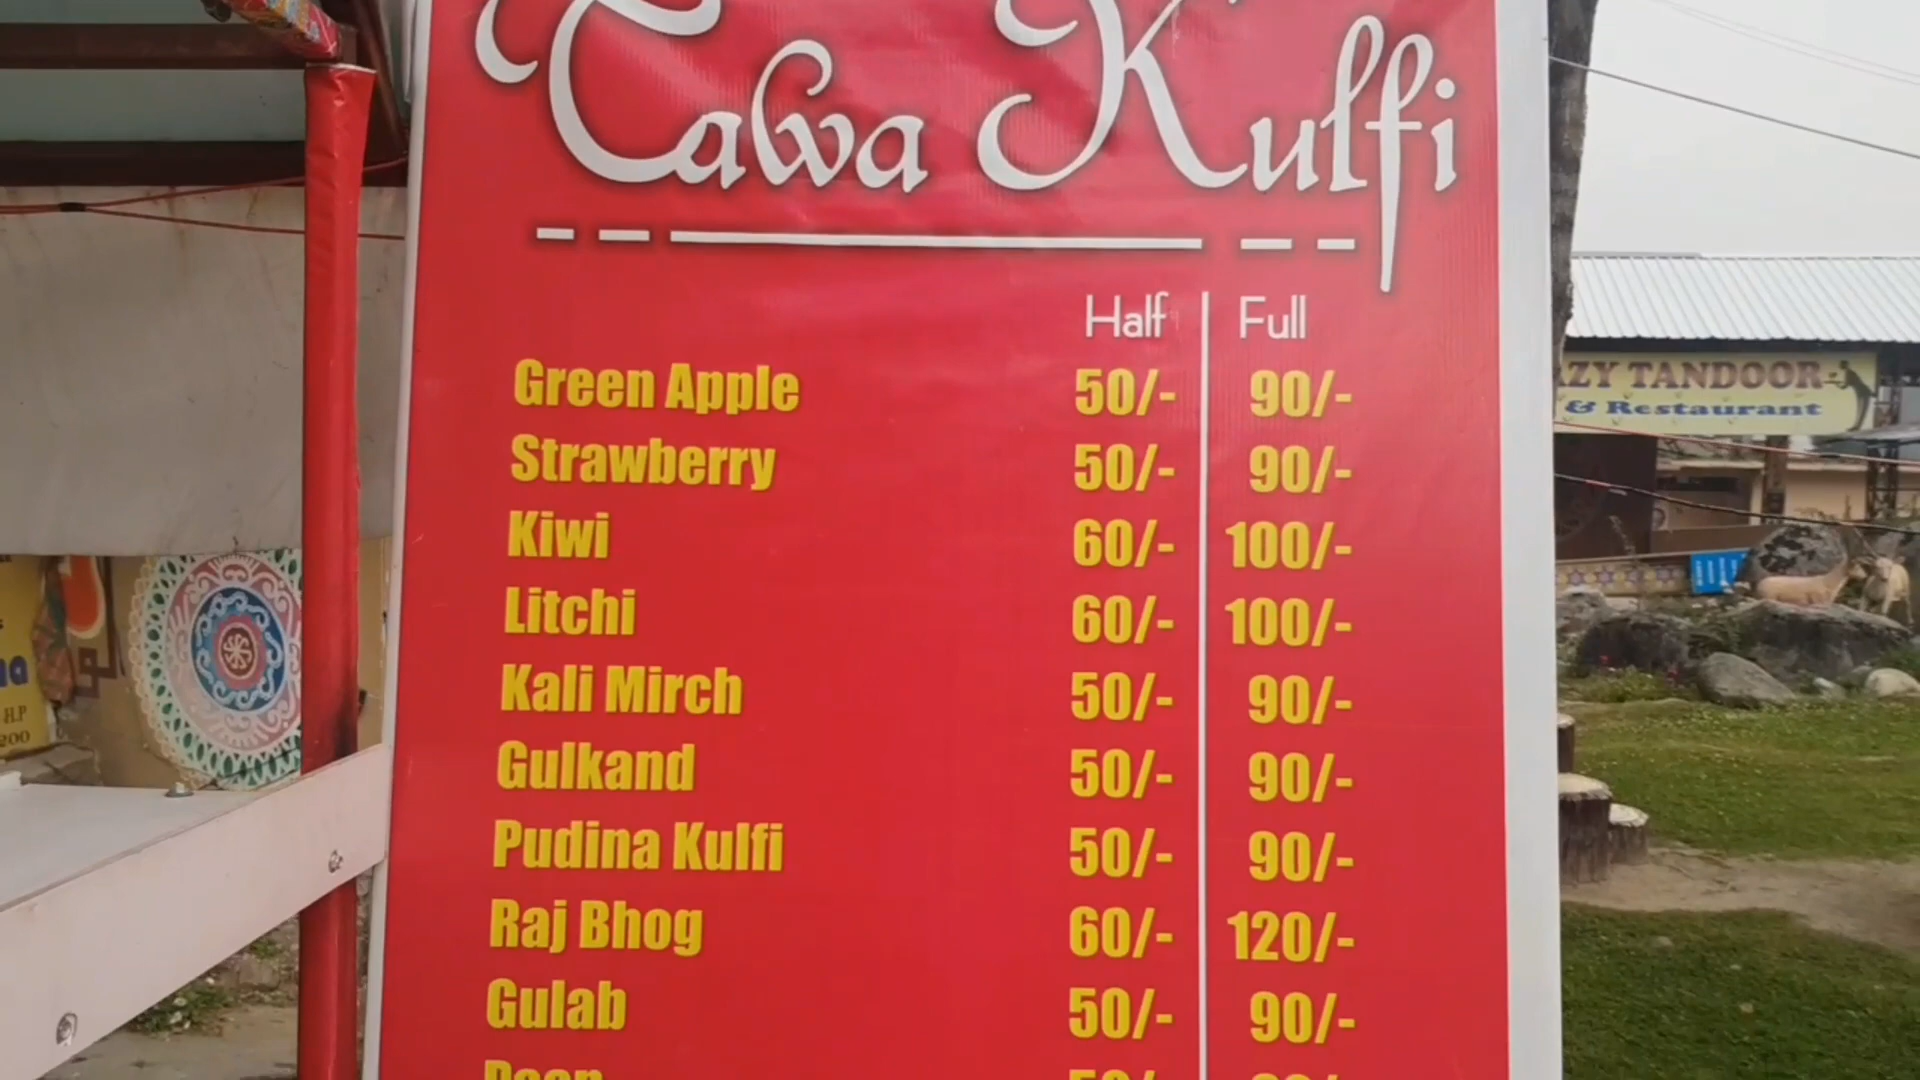 Tawa Kulfi
Half Full
Green Apple 50/- 90/-
Strawberry 50/- 90/-
Kiwi 60/- 100/-
Litchi 60/- 100/-
Kali Mirch 50/- 90/-
Gulkand 50/- 90/-
Pudina Kulfi 50/- 90/-
Raj Bhog 60/- 120/-
Gulab 50/- 90/-
TANDOOR
& Restaurant
H.P